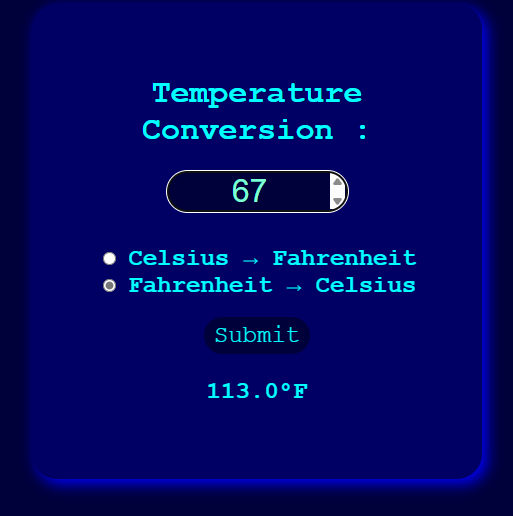 Temperature
Conversion :
67
Celsius → Fahrenheit
Fahrenheit → Celsius
Submit
113.0°F